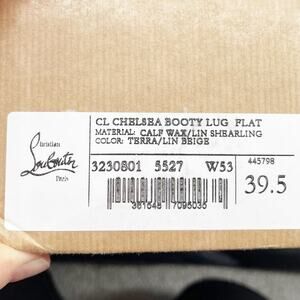 CL CHELSEA BOOTY LUG FLAT
MATERIAL: CALF WAX/LIN SHEARLING
COLOR: TERRA/LIN BEIGE
Christian
Louboutin
Paris
3230801 5527 W53
445798
39.5